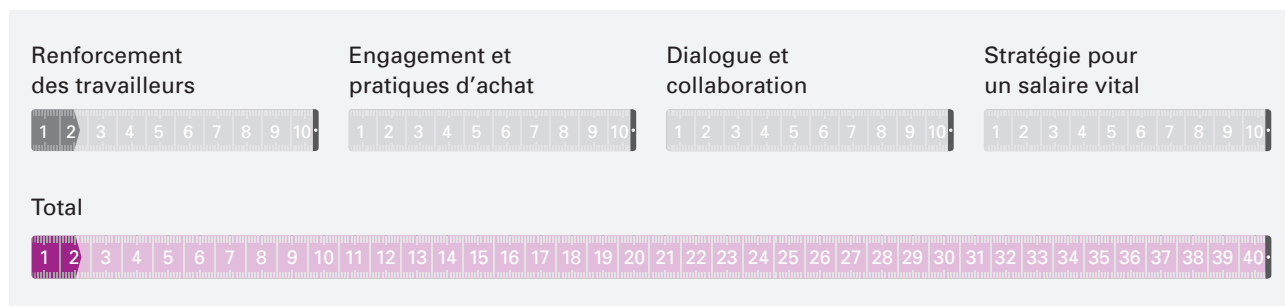 Renforcement
des travailleurs
1 2 3 4 5 6 7 8 9 10
Engagement et
pratiques d'achat
1 2 3 4 5 6 7 8 9 10
Dialogue et
collaboration
1 2 3 4 5 6 7 8 9 10
Stratégie pour
un salaire vital
1 2 3 4 5 6 7 8 9 10
Total
1 2 3 4 5 6 7 8 9 10 11 12 13 14 15 16 17 18 19 20 21 22 23 24 25 26 27 28 29 30 31 32 33 34 35 36 37 38 39 40